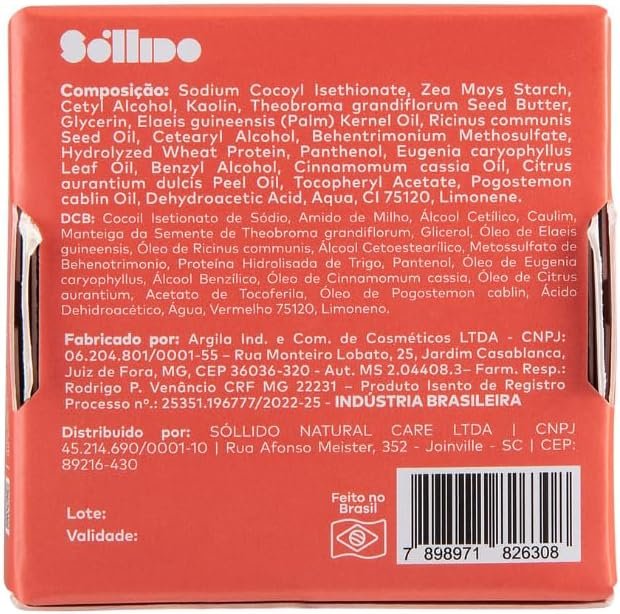 Sóllido
Composição: Sodium Cocoyl Isethionate, Zea Mays Starch,
Cetyl Alcohol, Kaolin, Theobroma grandiflorum Seed Butter,
Glycerin, Elaeis guineensis (Palm) Kernel Oil, Ricinus communis
Seed Oil, Cetearyl Alcohol, Behentrimonium Methosulfate,
Hydrolyzed Wheat Protein, Panthenol, Eugenia caryophyllus
Leaf Oil, Benzyl Alcohol, Cinnamomum cassia Oil, Citrus
aurantium dulcis Peel Oil, Tocopheryl Acetate, Pogostemon
cablin Oil, Dehydroacetic Acid, Aqua, CI 75120, Limonene.
DCB: Cocoil Isetionato de Sódio, Amido de Milho, Álcool Cetílico, Caulim,
Manteiga da Semente de Theobroma grandiflorum, Glicerol, Óleo de Elaeis
guineensis, Óleo de Ricinus communis, Álcool Cetoestearílico, Metossulfato de
Behenotrimonio, Proteína Hidrolisada de Trigo, Pantenol, Óleo de Eugenia
caryophyllus, Álcool Benzílico, Óleo de Cinnamomum cassia, Óleo de Citrus
aurantium, Acetato de Tocoferila, Óleo de Pogostemon cablin, Ácido
Dehidroacético, Água, Vermelho 75120, Limoneno.
Fabricado por: Argila Ind. e Com. de Cosméticos LTDA - CNPJ:
06.204.801/0001-55 – Rua Monteiro Lobato, 25, Jardim Casablanca,
Juiz de Fora, MG, CEP 36036-320 - Aut. MS 2.04408.3– Farm. Resp.:
Rodrigo P. Venâncio CRF MG 22231 – Produto Isento de Registro
Processo nº.: 25351.196777/2022-25 - INDÚSTRIA BRASILEIRA
Distribuido por: SÓLLIDO NATURAL CARE LTDA | CNPJ
45.214.690/0001-10 | Rua Afonso Meister, 352 - Joinville - SC | CEP:
89216-430
Lote:
Validade:
Feito no
Brasil
7 898971 826308